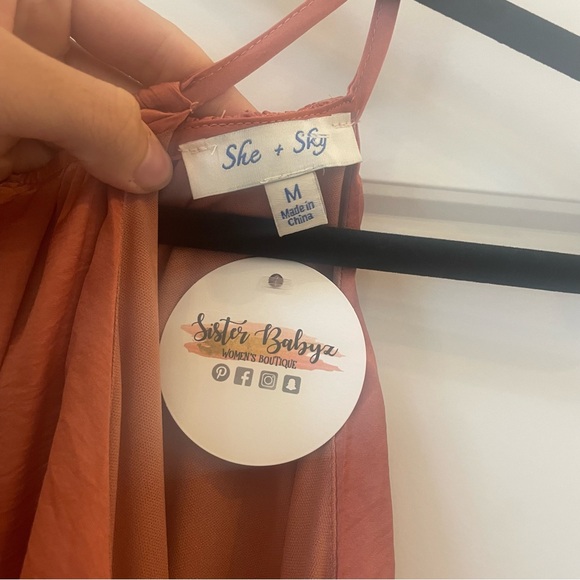 She + Sky
M
Made in
China
Sister Babyz
WOMEN'S BOUTIQUE